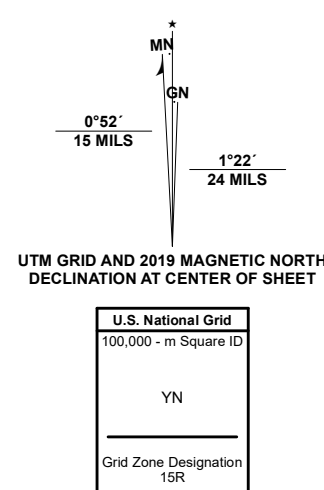 MN
GN
0°52´
15 MILS
1°22´
24 MILS
UTM GRID AND 2019 MAGNETIC NORTH
DECLINATION AT CENTER OF SHEET
U.S. National Grid
100,000 - m Square ID
YN
Grid Zone Designation
15R